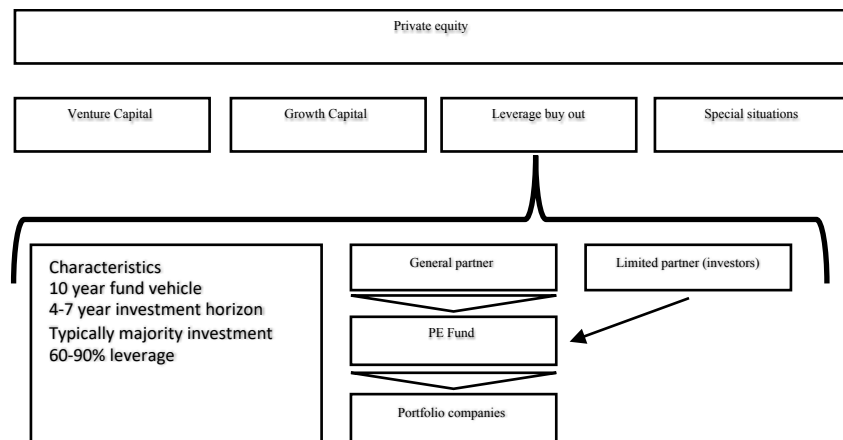 Private equity
Venture Capital
Growth Capital
Leverage buy out
Special situations
Characteristics
10 year fund vehicle
4-7 year investment horizon
Typically majority investment
60-90% leverage
General partner
Limited partner (investors)
PE Fund
Portfolio companies